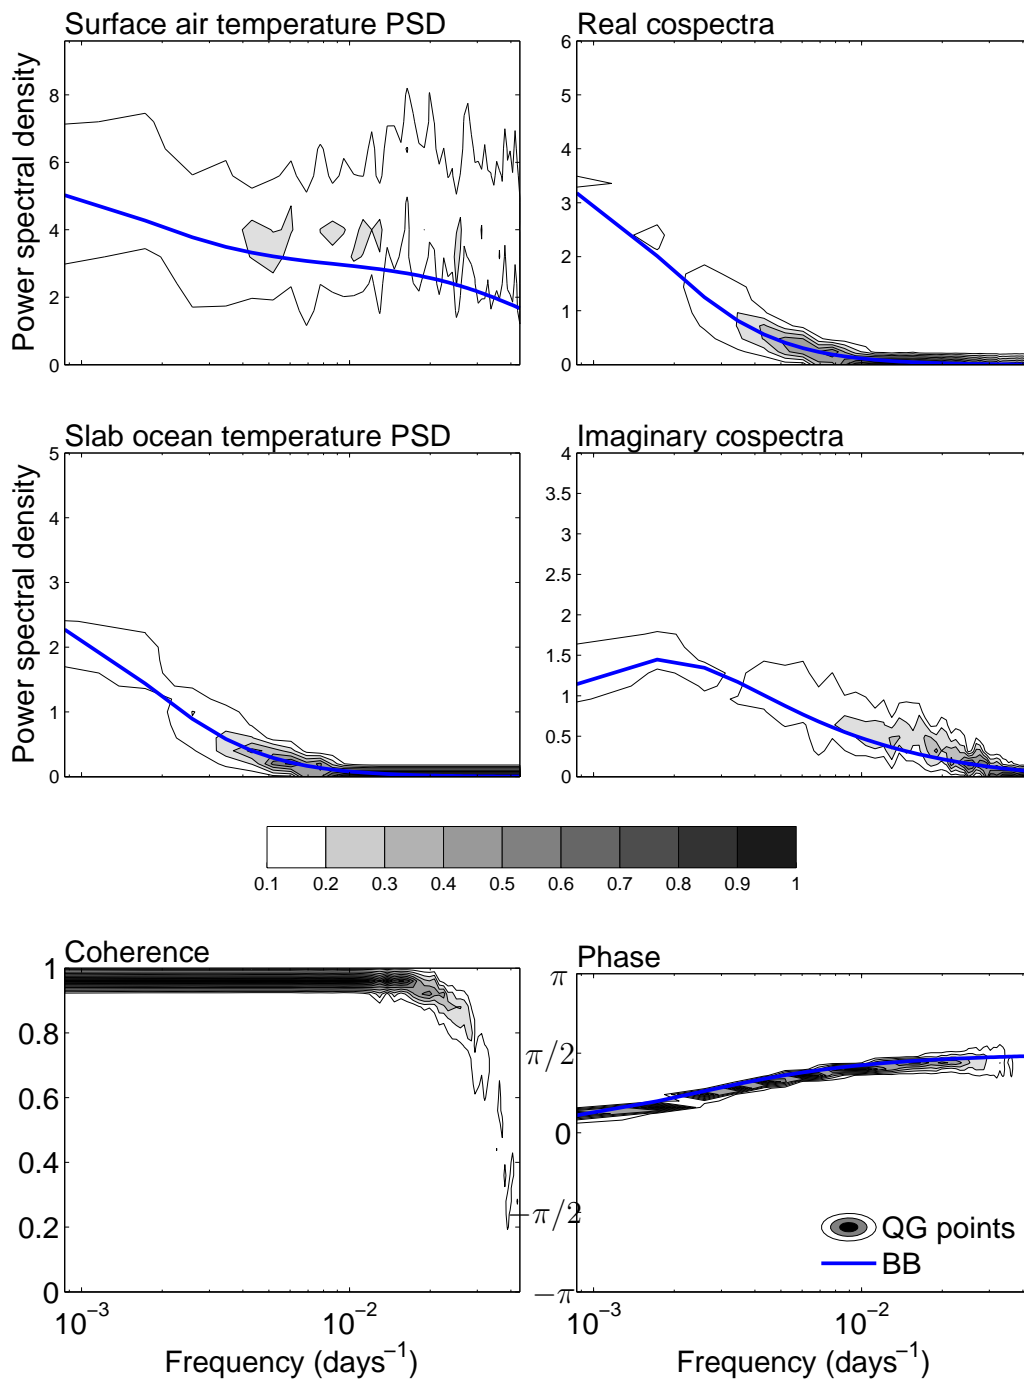 Surface air temperature PSD
Real cospectra
Power spectral density
8
6
4
2
0
6
5
4
3
2
1
0
Slab ocean temperature PSD
Imaginary cospectra
Power spectral density
5
4
3
2
1
0
4
3.5
3
2.5
2
1.5
1
0.5
0
0.1 0.2 0.3 0.4 0.5 0.6 0.7 0.8 0.9 1
Coherence
Phase
1
0.8
0.6
0.4
0.2
0
π
π/2
0
−π/2
−π
QG points
BB
10⁻³ 10⁻²
10⁻³ 10⁻²
Frequency (days⁻¹)
Frequency (days⁻¹)